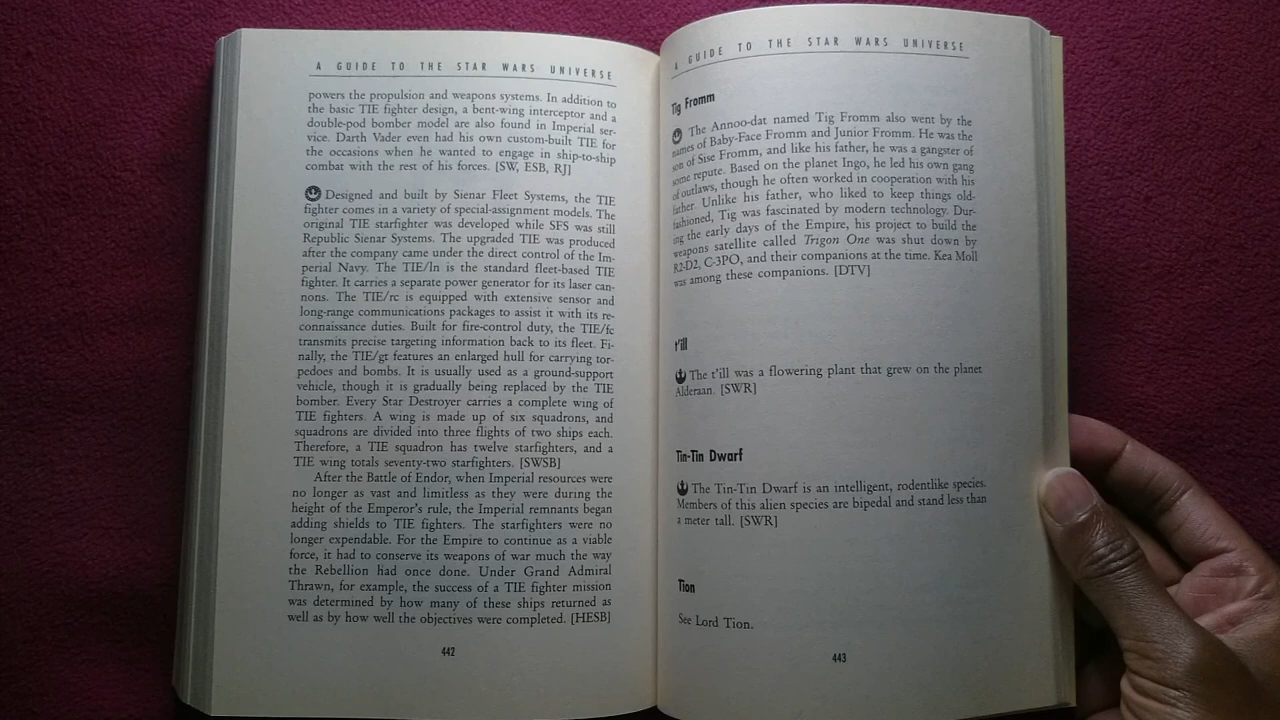 A GUIDE TO THE STAR WARS UNIVERSE
powers the propulsion and weapons systems. In addition to
the basic TIE fighter design, a bent-wing interceptor and a
double-pod bomber model are also found in Imperial ser-
vice. Darth Vader even had his own custom-built TIE for
the occasions when he wanted to engage in ship-to-ship
combat with the rest of his forces. [SW, ESB, RJ]
Designed and built by Sienar Fleet Systems, the TIE
fighter comes in a variety of special-assignment models. The
original TIE starfighter was developed while SFS was still
Republic Sienar Systems. The upgraded TIE was produced
after the company came under the direct control of the Im-
perial Navy. The TIE/ln is the standard fleet-based TIE
fighter. It carries a separate power generator for its laser can-
nons. The TIE/rc is equipped with extensive sensor and
long-range communications packages to assist it with its re-
connaissance duties. Built for fire-control duty, the TIE/fc
transmits precise targeting information back to its fleet. Fi-
nally, the TIE/gt features an enlarged hull for carrying tor-
pedoes and bombs. It is usually used as a ground-support
vehicle, though it is gradually being replaced by the TIE
bomber. Every Star Destroyer carries a complete wing of
TIE fighters. A wing is made up of six squadrons, and
squadrons are divided into three flights of two ships each.
Therefore, a TIE squadron has twelve starfighters, and a
TIE wing totals seventy-two starfighters. [SWSB]
After the Battle of Endor, when Imperial resources were
no longer as vast and limitless as they were during the
height of the Emperor's rule, the Imperial remnants began
adding shields to TIE fighters. The starfighters were no
longer expendable. For the Empire to continue as a viable
force, it had to conserve its weapons of war much the way
the Rebellion had once done. Under Grand Admiral
Thrawn, for example, the success of a TIE fighter mission
was determined by how many of these ships returned as
well as by how well the objectives were completed. [HESB]
442
A GUIDE TO THE STAR WARS UNIVERSE
Tig Fromm
The Annoo-dat named Tig Fromm also went by the
names of Baby-Face Fromm and Junior Fromm. He was the
son of Sise Fromm, and like his father, he was a gangster of
some repute. Based on the planet Ingo, he led his own gang
of outlaws, though he often worked in cooperation with his
father. Unlike his father, who liked to keep things old-
fashioned, Tig was fascinated by modern technology. Dur-
ing the early days of the Empire, his project to build the
weapons satellite called Trigon One was shut down by
R2-D2, C-3PO, and their companions at the time. Kea Moll
was among these companions. [DTV]
t'ill
The t'ill was a flowering plant that grew on the planet
Alderaan. [SWR]
Tin-Tin Dwarf
The Tin-Tin Dwarf is an intelligent, rodentlike species.
Members of this alien species are bipedal and stand less than
a meter tall. [SWR]
Tion
See Lord Tion.
443